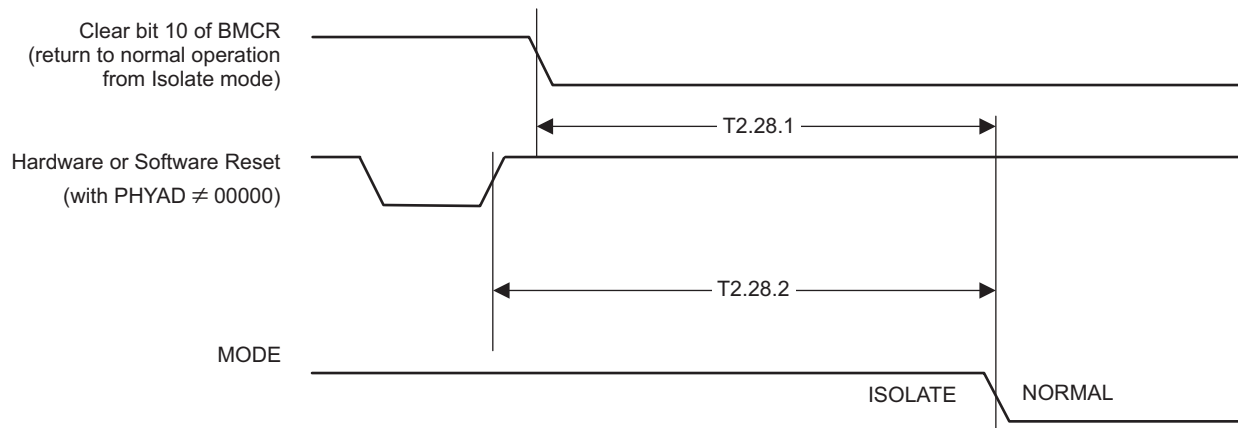 Clear bit 10 of BMCR
(return to normal operation
from Isolate mode)
T2.28.1
Hardware or Software Reset
(with PHYAD ≠ 00000)
T2.28.2
MODE
ISOLATE
NORMAL